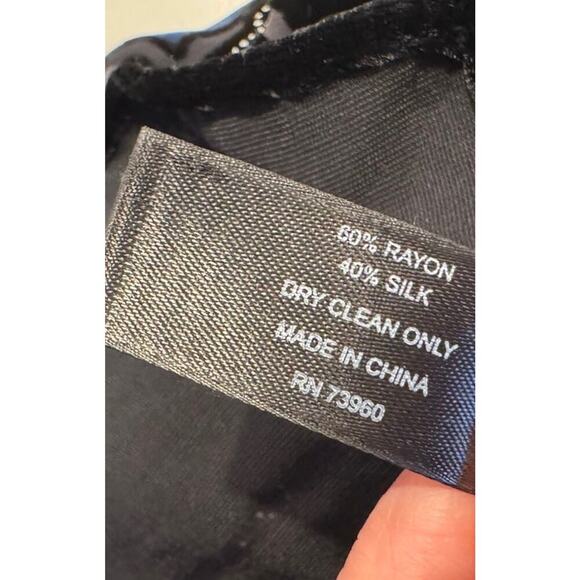 60% RAYON
40% SILK
DRY CLEAN ONLY
MADE IN CHINA
RN 73960